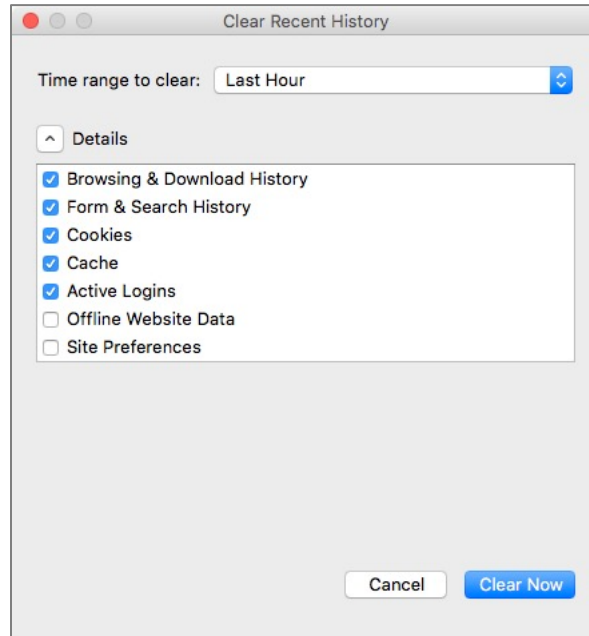 Clear Recent History
Time range to clear: Last Hour
Details
Browsing & Download History
Form & Search History
Cookies
Cache
Active Logins
Offline Website Data
Site Preferences
Cancel Clear Now